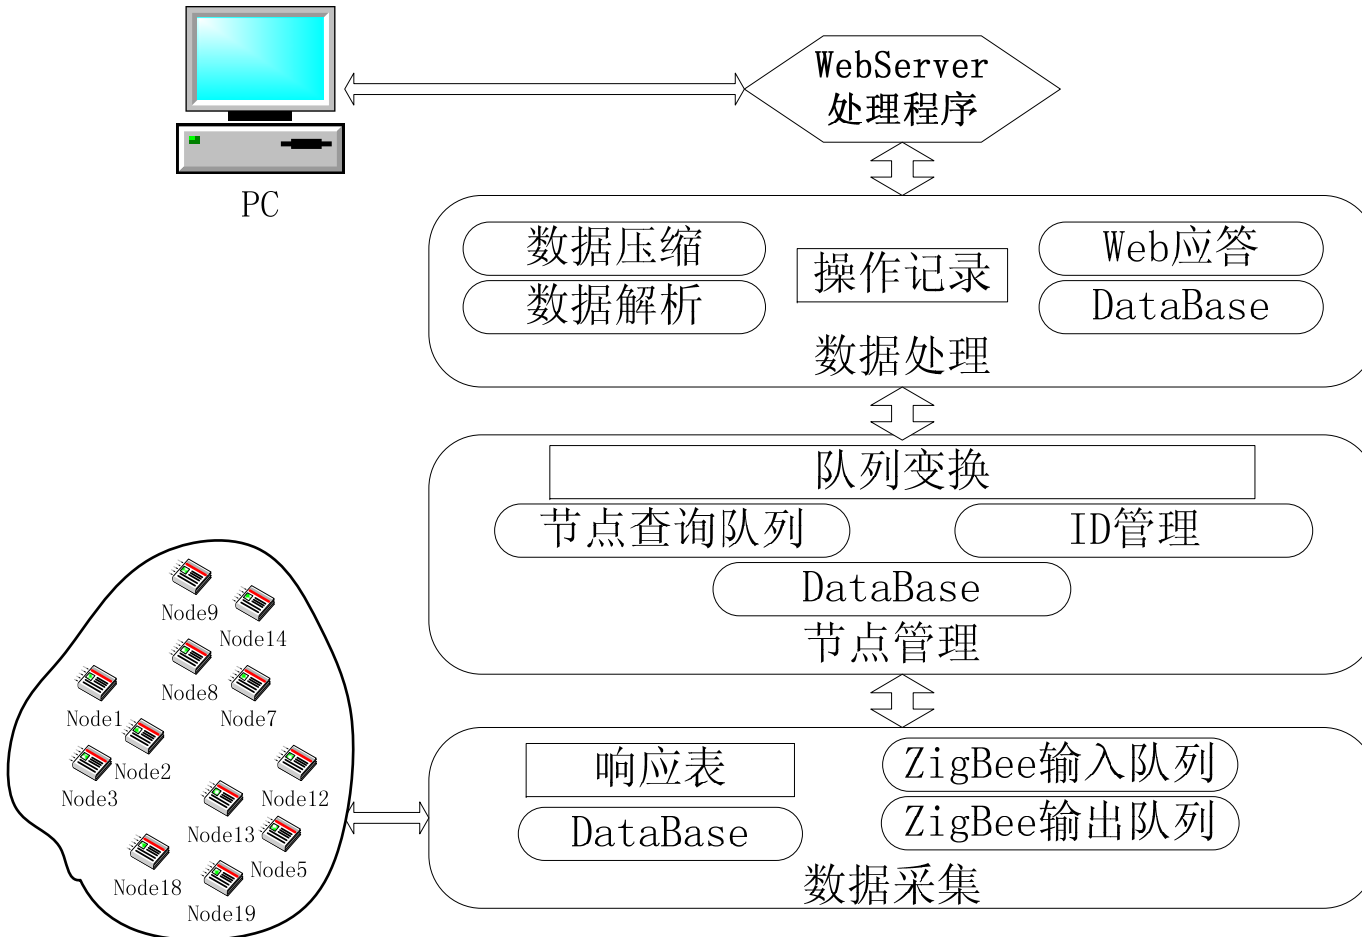 WebServer
处理程序
PC
数据压缩
操作记录
Web应答
数据解析
DataBase
数据处理
队列变换
节点查询队列
ID管理
DataBase
节点管理
Node9
Node14
Node8
Node7
Node1
Node2
Node3
Node12
Node13
Node5
Node18
Node19
响应表
ZigBee输入队列
DataBase
ZigBee输出队列
数据采集